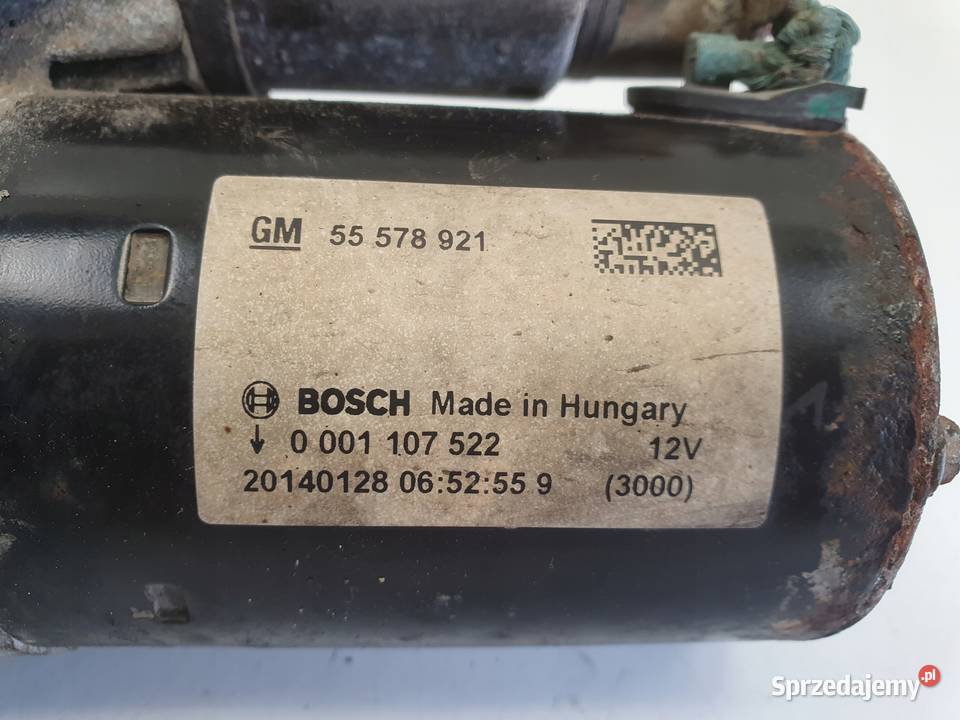 GM 55 578 921
BOSCH Made in Hungary
↓ 0 001 107 522 12V
20140128 06:52:55 9 (3000)
Sprzedajemy.pl